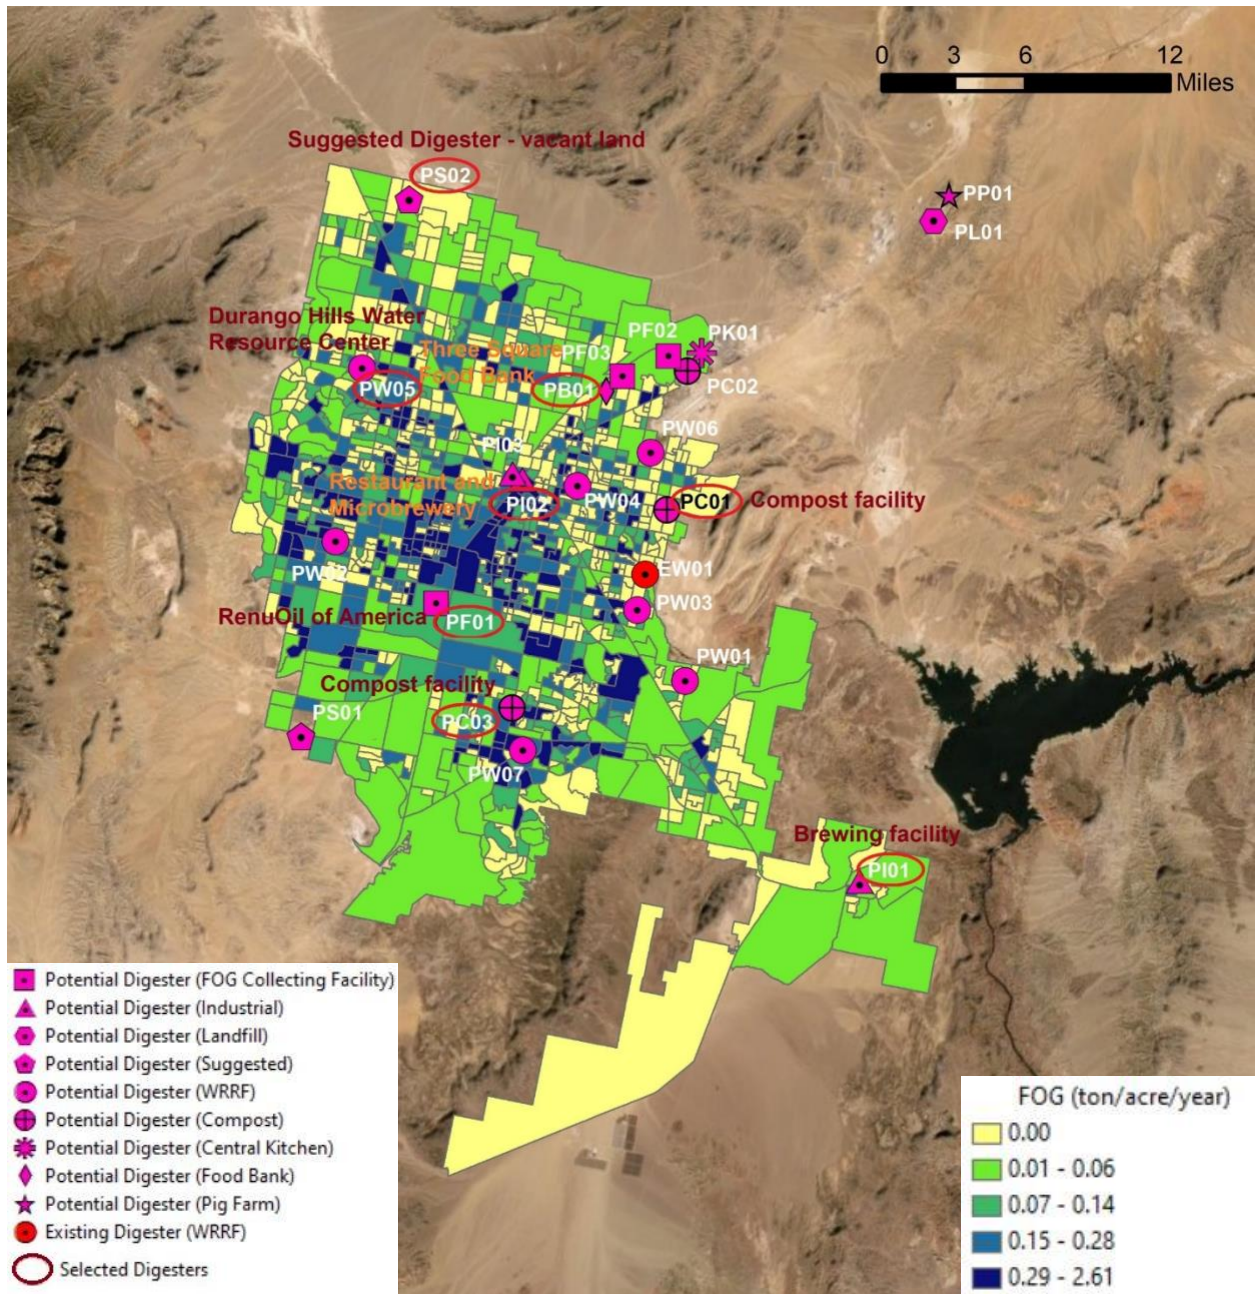 0 3 6 12
Miles
Suggested Digester - vacant land
PS02
PP01
PL01
Durango Hills Water
Resource Center
PF02
PK01
Three Square
Food Bank
PF03
PW05
PB01
PC02
PW06
PI03
Restaurant and
Microbrewery
PI02
PW04
PC01
Compost facility
PW02
EW01
RenuOil of America
PF01
PW03
PW01
Compost facility
PS01
PC03
PW07
Brewing facility
PI01
Potential Digester (FOG Collecting Facility)
Potential Digester (Industrial)
Potential Digester (Landfill)
Potential Digester (Suggested)
Potential Digester (WRRF)
Potential Digester (Compost)
Potential Digester (Central Kitchen)
Potential Digester (Food Bank)
Potential Digester (Pig Farm)
Existing Digester (WRRF)
Selected Digesters
FOG (ton/acre/year)
0.00
0.01 - 0.06
0.07 - 0.14
0.15 - 0.28
0.29 - 2.61